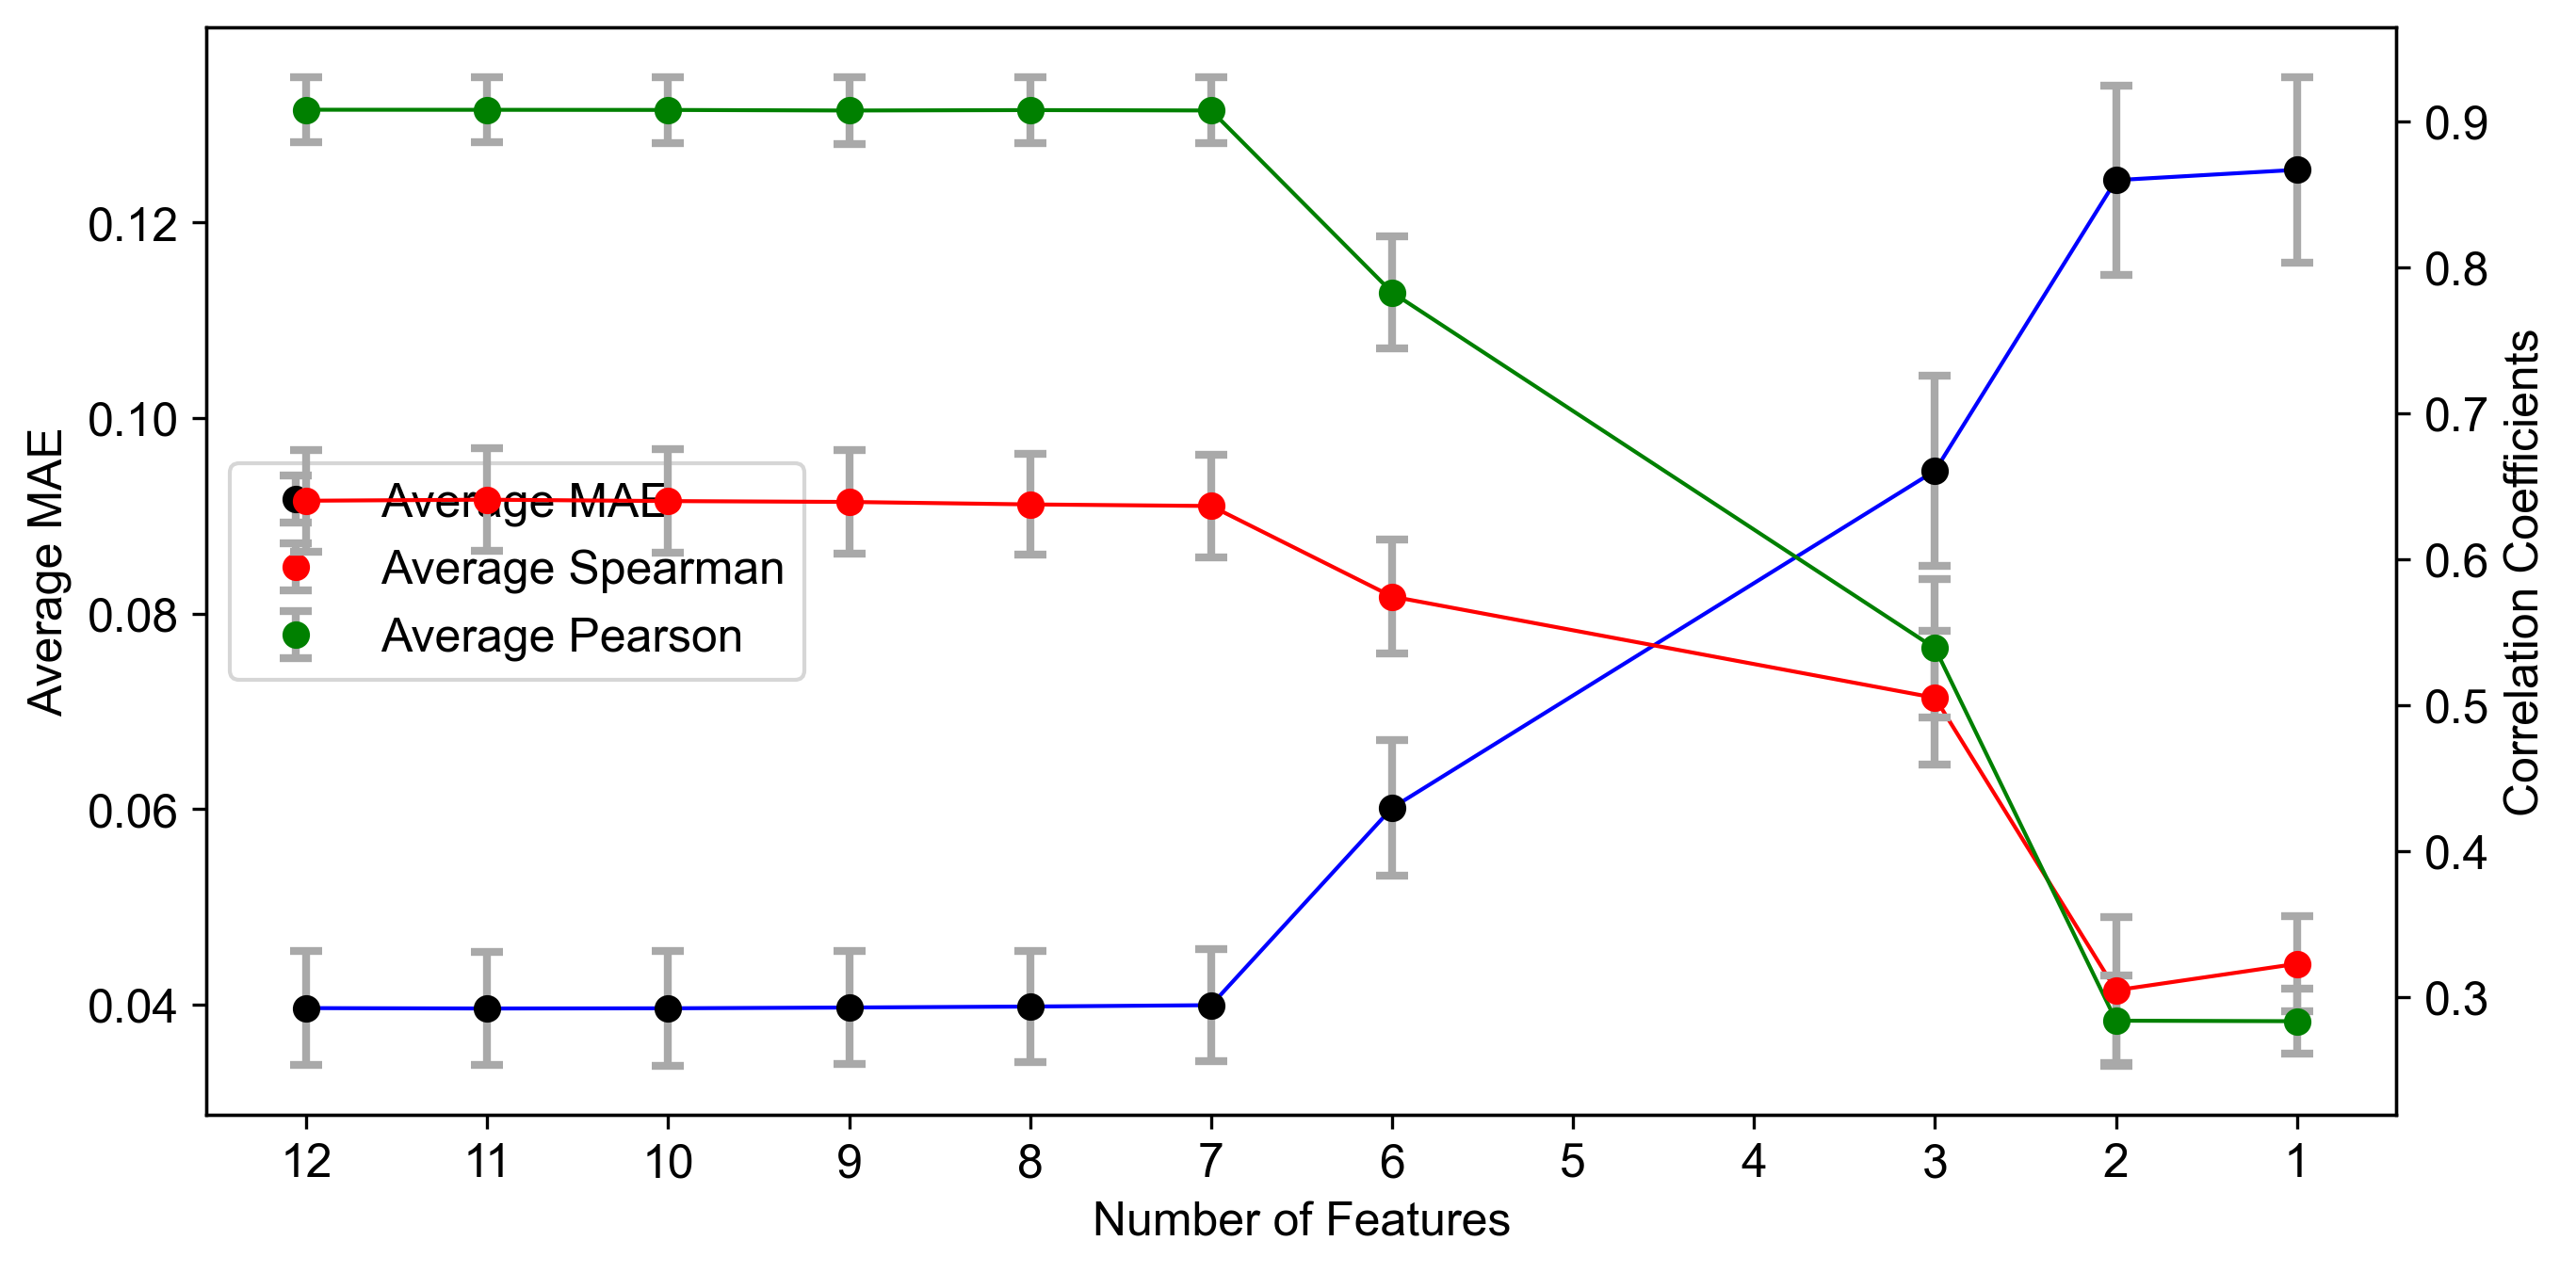 Average MAE
0.12
0.10
0.08
0.06
0.04
Average MAE
Average Spearman
Average Pearson
0.9
0.8
0.7
0.6
0.5
0.4
0.3
Correlation Coefficients
12 11 10 9 8 7 6 5 4 3 2 1
Number of Features